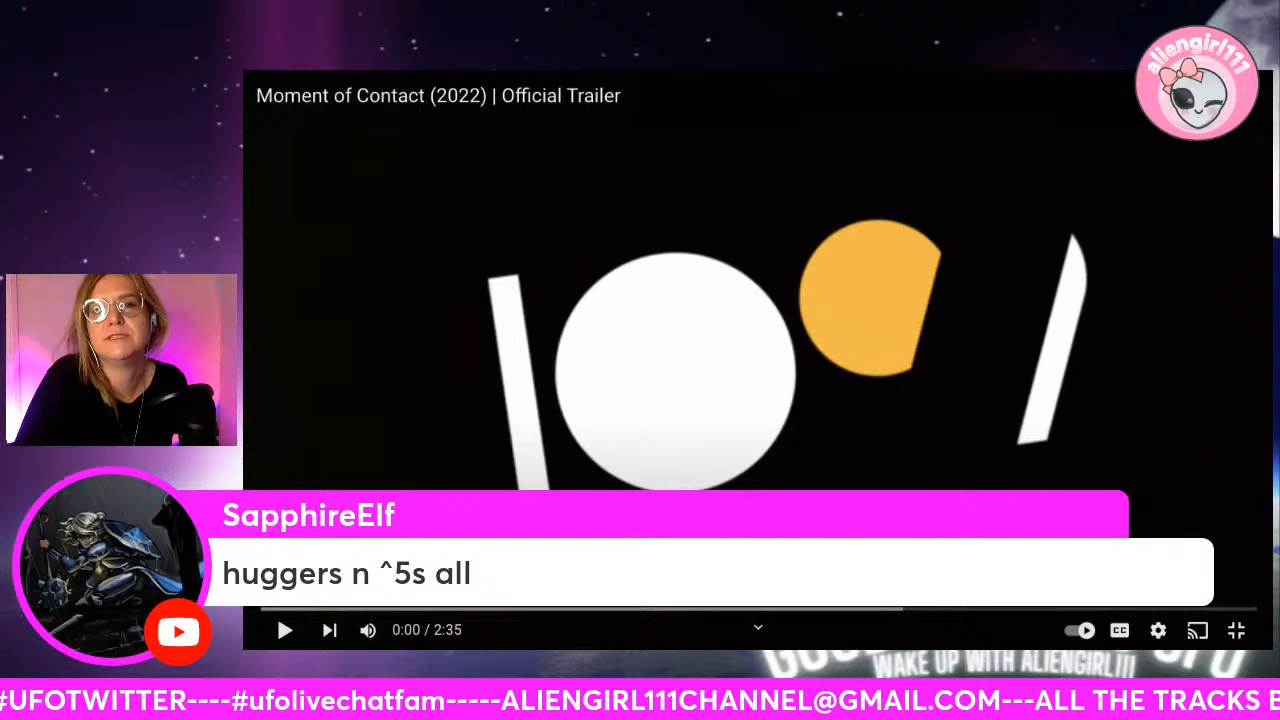 aliengirl111
Moment of Contact (2022) | Official Trailer
SapphireElf
huggers n ^5s all
0:00 / 2:35
CC
WAKE UP WITH ALIENGIRL111
#UFOTWITTER----#ufolivechatfam-----ALIENGIRL111CHANNEL@GMAIL.COM---ALL THE TRACKS B